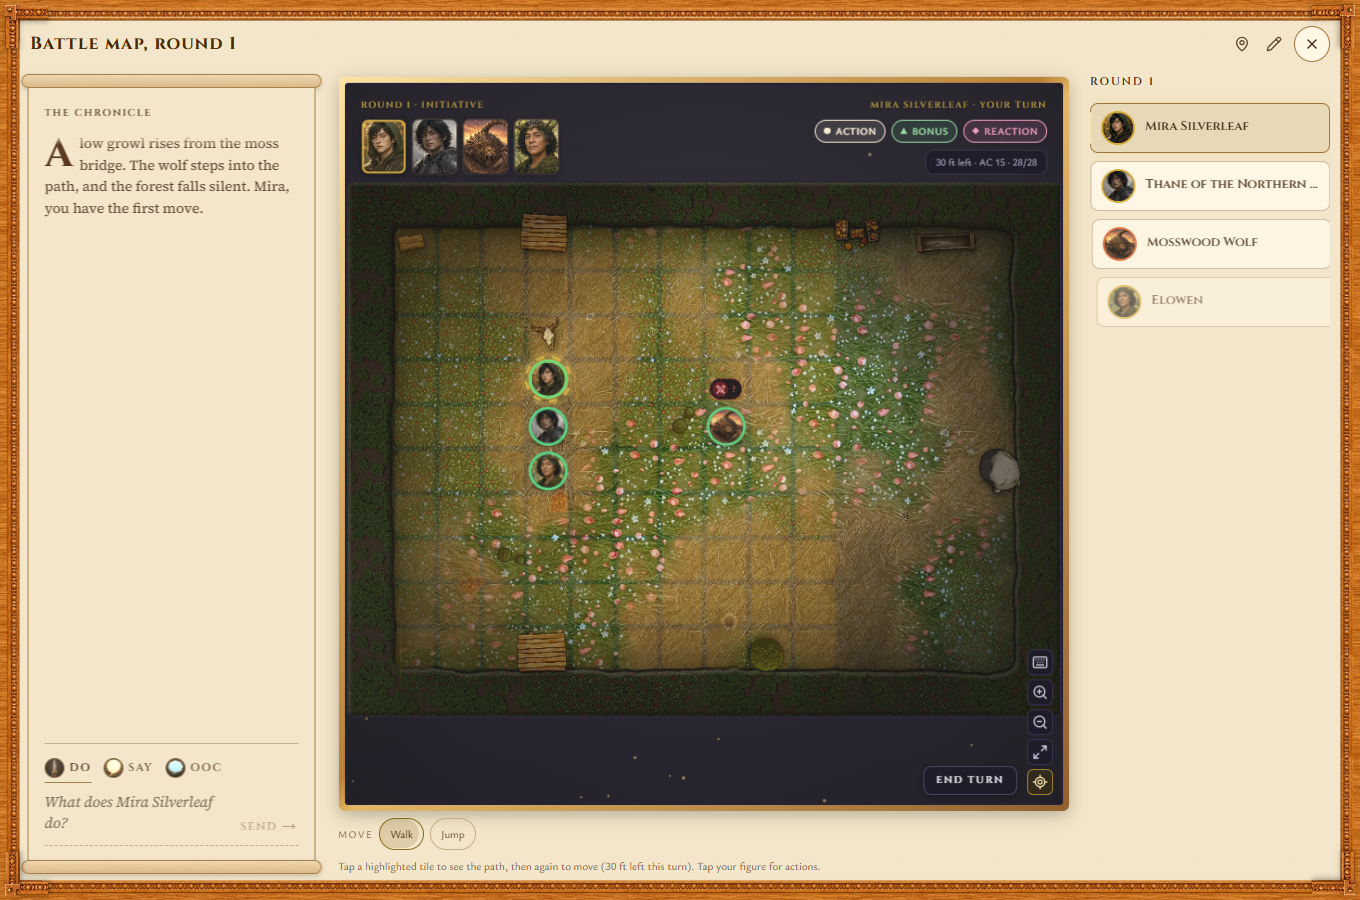 BATTLE MAP, ROUND 1
THE CHRONICLE
A low growl rises from the moss
bridge. The wolf steps into the
path, and the forest falls silent. Mira,
you have the first move.
DO SAY OOC
What does Mira Silverleaf
do?
SEND →
ROUND 1 · INITIATIVE
MIRA SILVERLEAF · YOUR TURN
ACTION BONUS REACTION
30 ft left · AC 15 · 28/28
?
END TURN
MOVE Walk Jump
Tap a highlighted tile to see the path, then again to move (30 ft left this turn). Tap your figure for actions.
ROUND 1
MIRA SILVERLEAF
THANE OF THE NORTHERN ...
MOSSWOOD WOLF
ELOWEN